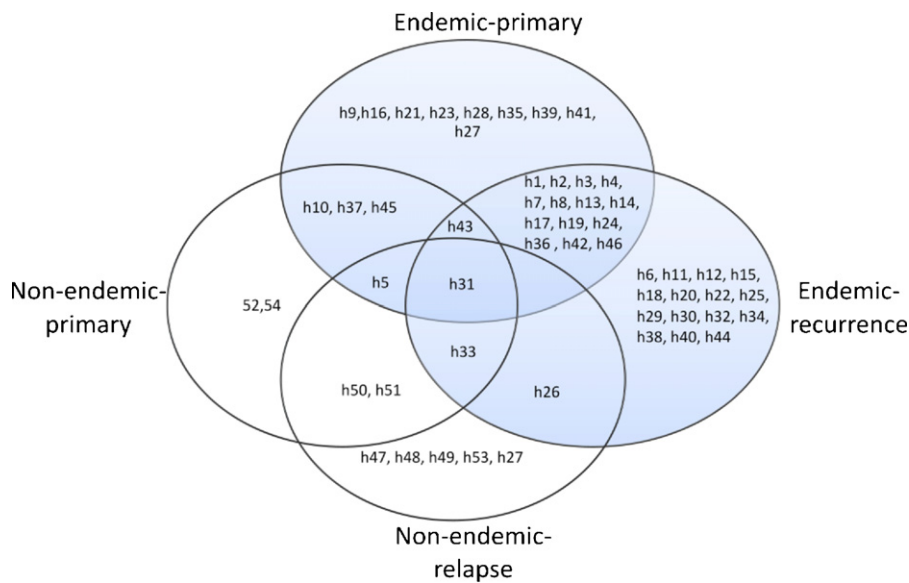 Endemic-primary
h9,h16, h21, h23, h28, h35, h39, h41,
h27
h1, h2, h3, h4,
h7, h8, h13, h14,
h17, h19, h24,
h36 , h42, h46
h10, h37, h45
h43
h5
h31
h6, h11, h12, h15,
h18, h20, h22, h25,
h29, h30, h32, h34,
h38, h40, h44
Non-endemic-
primary
52,54
Endemic-
recurrence
h33
h50, h51
h26
h47, h48, h49, h53, h27
Non-endemic-
relapse